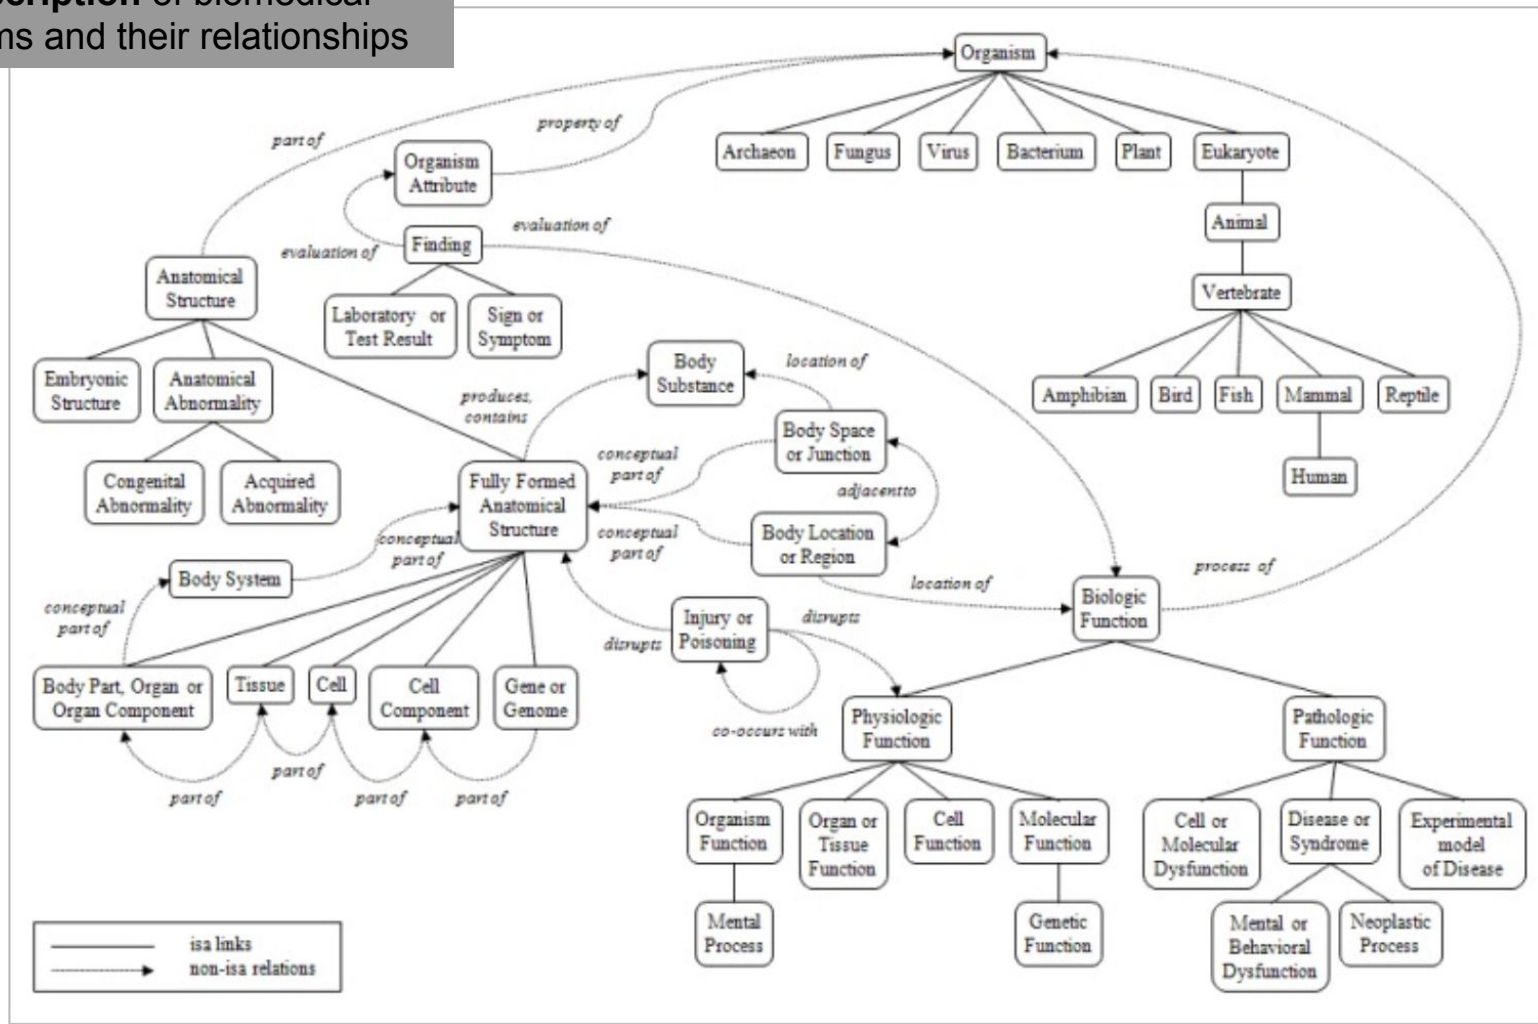 of biomedical
and their relationships
Organism
part of
property of
Archaeon
Fungus
Virus
Bacterium
Plant
Eukaryote
Organism
Attribute
Animal
evaluation of
evaluation of
Finding
Anatomical
Structure
Vertebrate
Laboratory or
Test Result
Sign or
Symptom
Body
Substance
location of
Embryonic
Structure
Anatomical
Abnormality
Amphibian
Bird
Fish
Mammal
Reptile
produces,
contains
Body Space
or Junction
conceptual
part of
Human
Congenital
Abnormality
Acquired
Abnormality
Fully Formed
Anatomical
Structure
adjacentto
conceptual
part of
conceptual
part of
Body Location
or Region
Body System
location of
process of
Biologic
Function
conceptual
part of
Injury or
Poisoning
disrupts
disrupts
Body Part, Organ or
Organ Component
Tissue
Cell
Cell
Component
Gene or
Genome
co-occurs with
Physiologic
Function
Pathologic
Function
part of
part of
part of
part of
Organism
Function
Organ or
Tissue
Function
Cell
Function
Molecular
Function
Cell or
Molecular
Dysfunction
Disease or
Syndrome
Experimental
model
of Disease
Mental
Process
Genetic
Function
Mental or
Behavioral
Dysfunction
Neoplastic
Process
isa links
non-isa relations